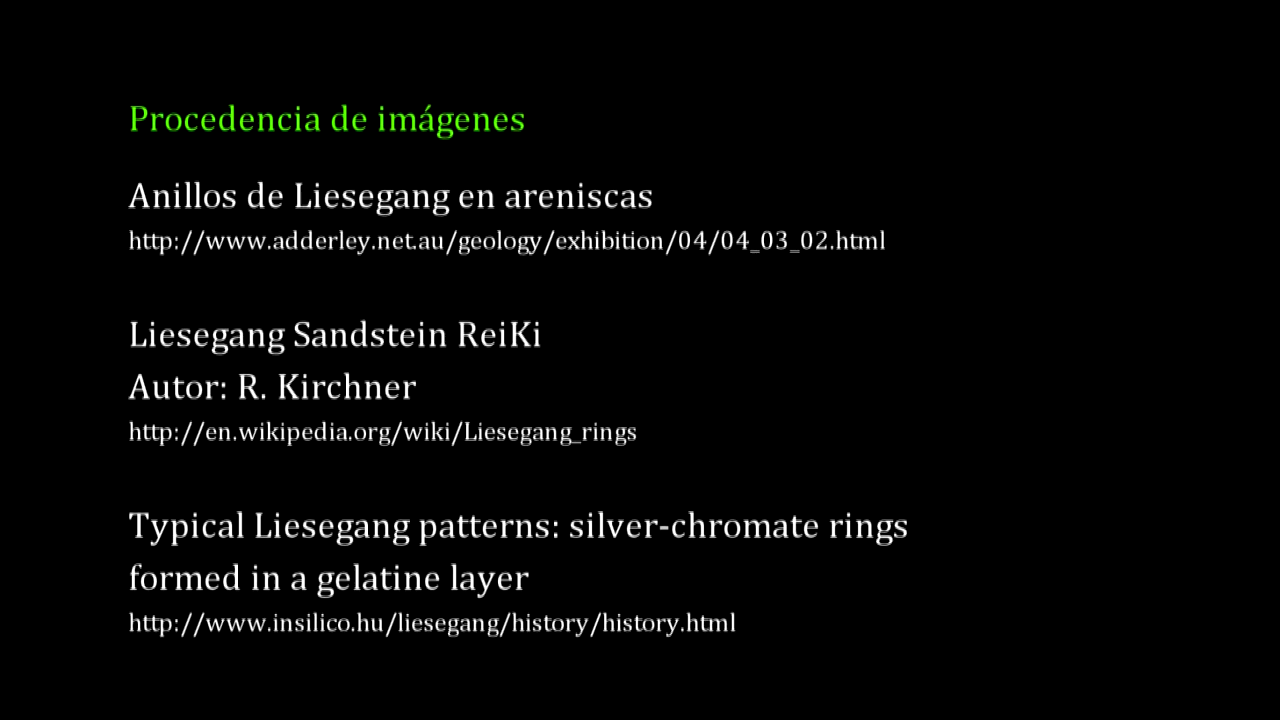 Procedencia de imágenes
Anillos de Liesegang en areniscas
http://www.adderley.net.au/geology/exhibition/04/04_03_02.html
Liesegang Sandstein ReiKi
Autor: R. Kirchner
http://en.wikipedia.org/wiki/Liesegang_rings
Typical Liesegang patterns: silver-chromate rings
formed in a gelatine layer
http://www.insilico.hu/liesegang/history/history.html